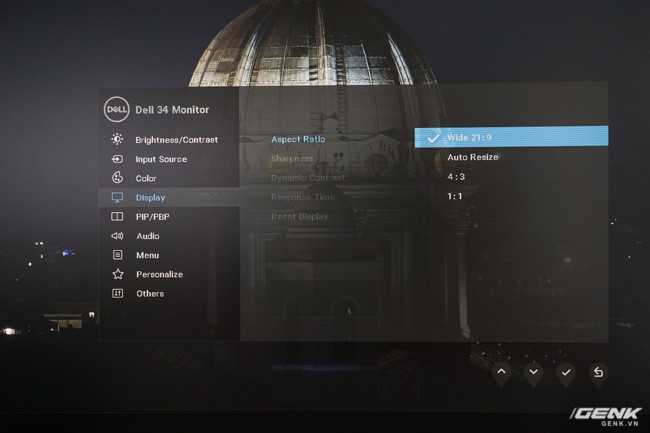 DELL
Dell 34 Monitor
Brightness/Contrast
Input Source
Color
Display
PIP/PBP
Audio
Menu
Personalize
Others
Aspect Ratio
Sharpness
Dynamic Contrast
Response Time
Reset Display
Wide 21:9
Auto Resize
4:3
1:1
GENK
GENK.VN